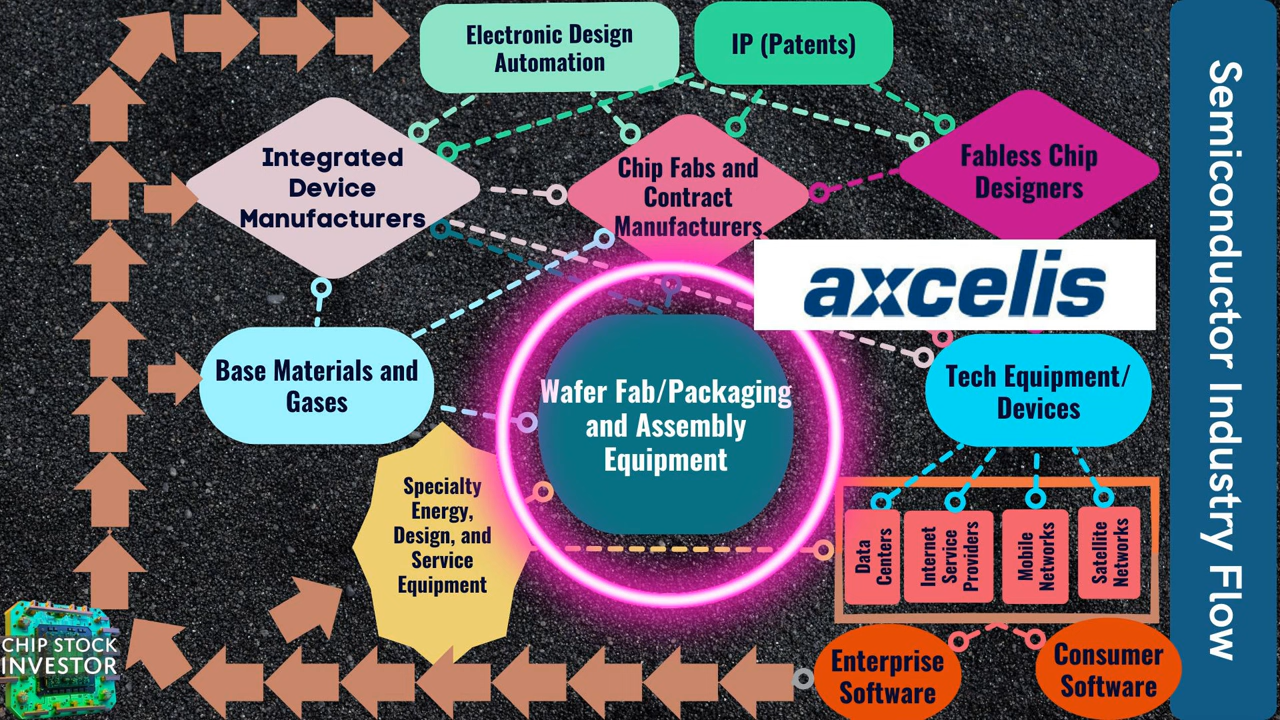 Electronic Design
Automation
IP (Patents)
Integrated
Device
Manufacturers
Chip Fabs and
Contract
Manufacturers
Fabless Chip
Designers
axcelis
Base Materials and
Gases
Wafer Fab/Packaging
and Assembly
Equipment
Tech Equipment/
Devices
Specialty
Energy,
Design, and
Service
Equipment
Data
Centers
Internet
Service
Providers
Mobile
Networks
Satellite
Networks
Enterprise
Software
Consumer
Software
CHIP STOCK
INVESTOR
Semiconductor Industry Flow